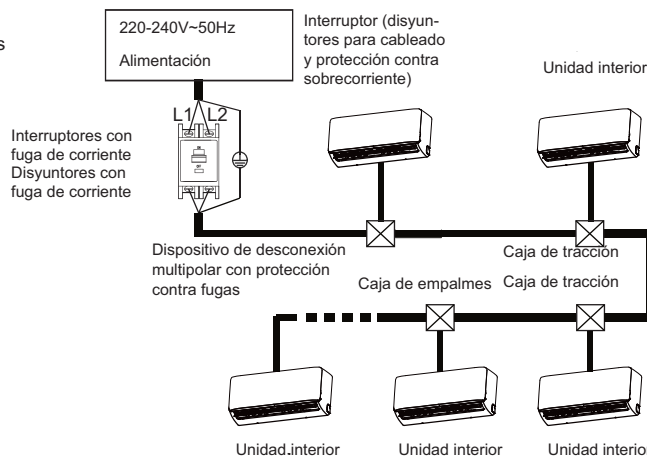 s
220-240V~50Hz
Alimentación
Interruptor (disyun-
tores para cableado
y protección contra
sobrecorriente)
Unidad interior
L1 L2
Interruptores con
fuga de corriente
Disyuntores con
fuga de corriente
Dispositivo de desconexión
multipolar con protección
contra fugas
Caja de tracción
Caja de empalmes
Caja de tracción
Unidad.interior
Unidad interior
Unidad interior